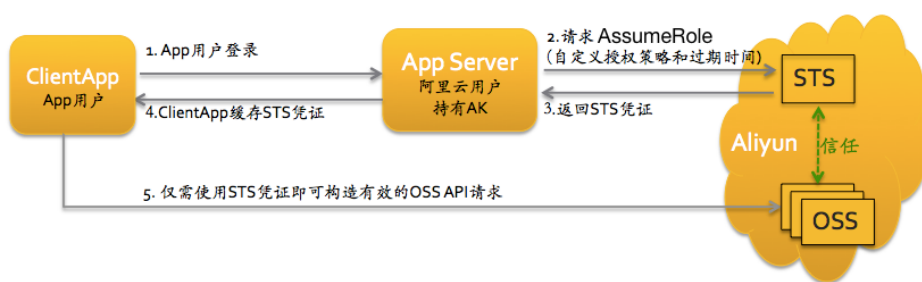 1. App用户登录
2.请求 AssumeRole
(自定义授权策略和过期时间)
ClientApp
App用户
App Server
阿里云用户
持有AK
STS
4.ClientApp缓存STS凭证
3.返回STS凭证
Aliyun
信任
5. 仅需使用STS凭证即可构造有效的OSS API请求
OSS